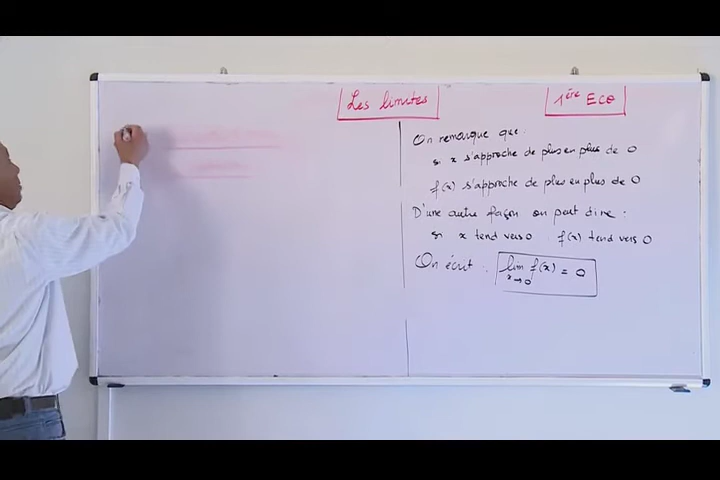 Les limites
1ère Eco
On remarque que :
si x s'approche de plus en plus de 0
f(x) s'approche de plus en plus de 0
D'une autre façon on peut dire :
si x tend vers 0 : f(x) tend vers 0
On écrit : lim f(x) = 0
x→0